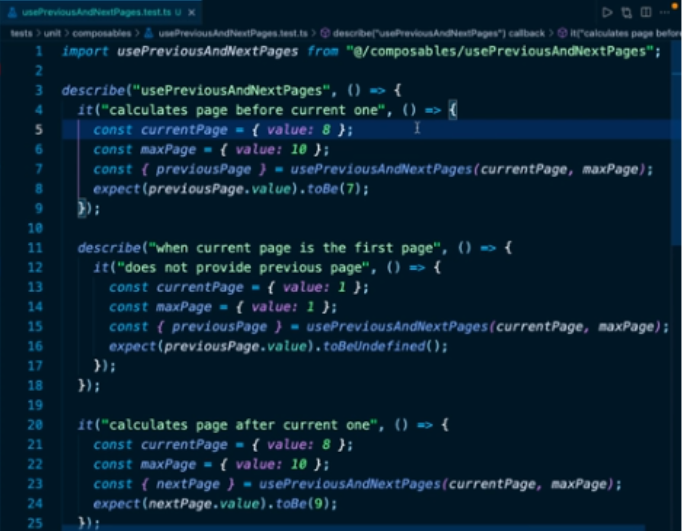 usePreviousAndNextPages.test.ts U ×
tests > unit > composables > usePreviousAndNextPages.test.ts > describe("usePreviousAndNextPages") callback > it("calculates page before
1 import usePreviousAndNextPages from "@/composables/usePreviousAndNextPages";
2
3 describe("usePreviousAndNextPages", () => {
4 it("calculates page before current one", () => {
5 const currentPage = { value: 8 };
6 const maxPage = { value: 10 };
7 const { previousPage } = usePreviousAndNextPages(currentPage, maxPage);
8 expect(previousPage.value).toBe(7);
9 });
10
11 describe("when current page is the first page", () => {
12 it("does not provide previous page", () => {
13 const currentPage = { value: 1 };
14 const maxPage = { value: 1 };
15 const { previousPage } = usePreviousAndNextPages(currentPage, maxPage);
16 expect(previousPage.value).toBeUndefined();
17 });
18 });
19
20 it("calculates page after current one", () => {
21 const currentPage = { value: 8 };
22 const maxPage = { value: 10 };
23 const { nextPage } = usePreviousAndNextPages(currentPage, maxPage);
24 expect(nextPage.value).toBe(9);
25 });